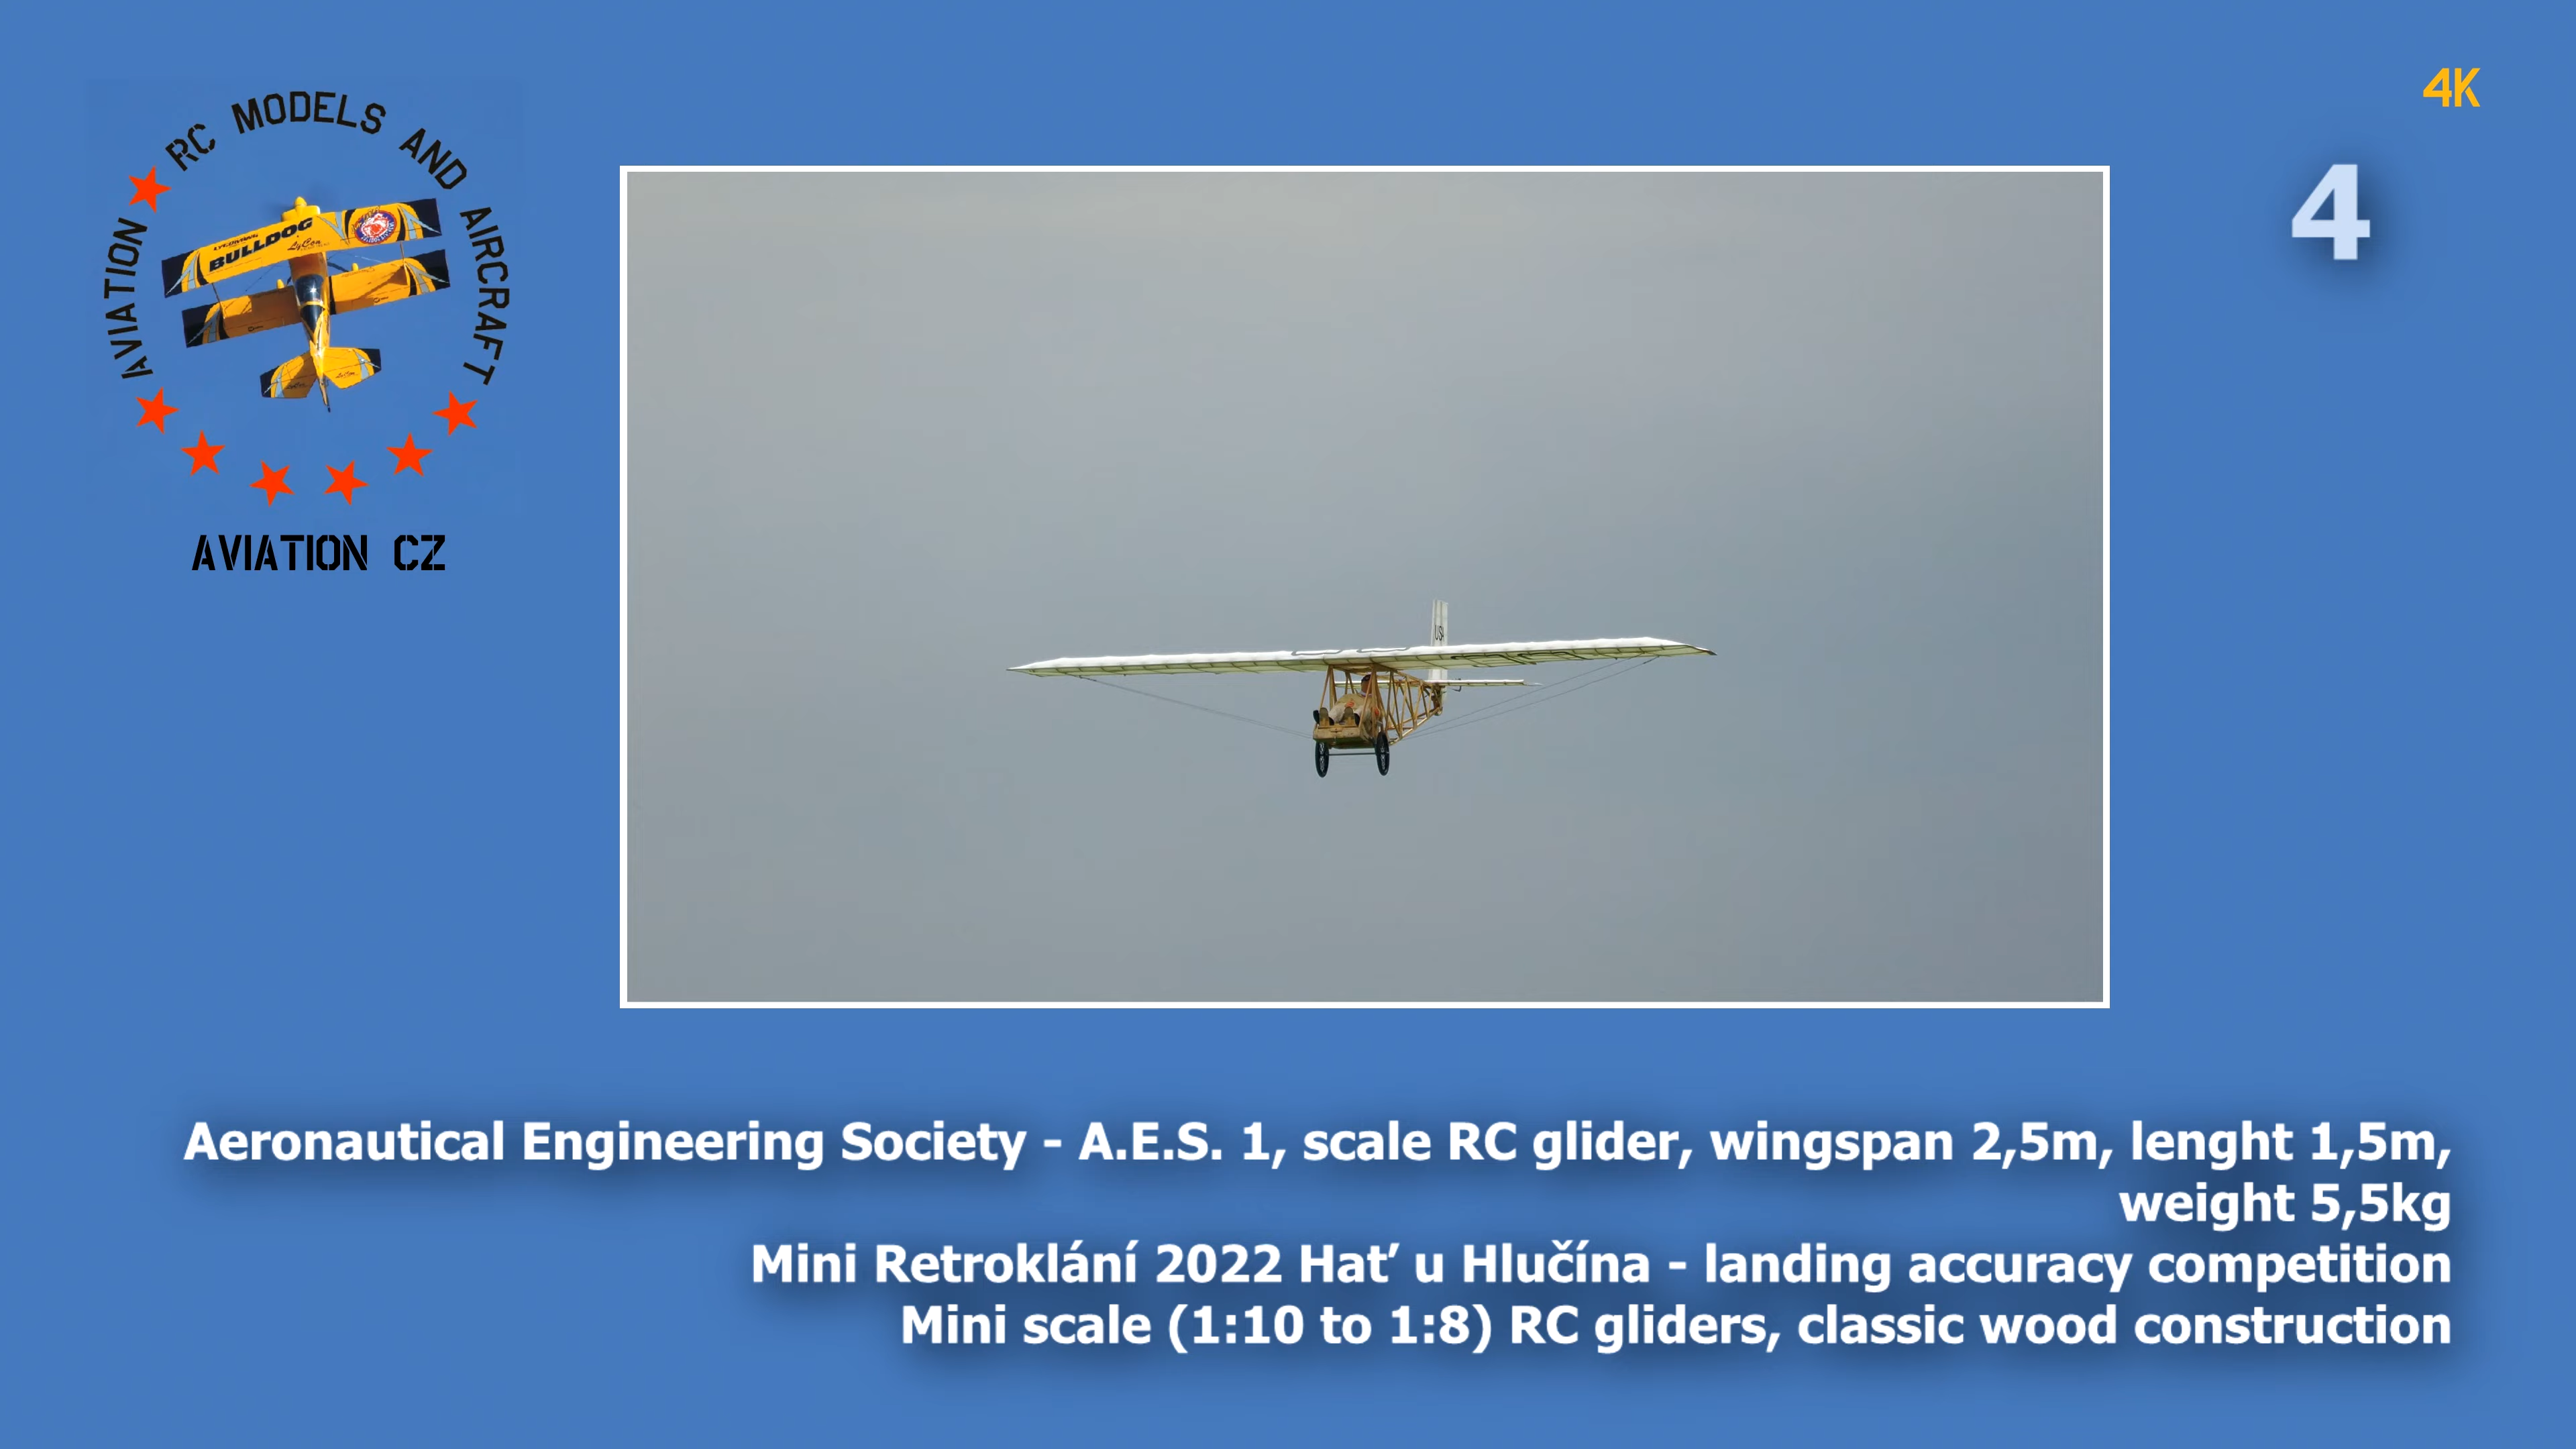 4K
4
AVIATION ★ RC MODELS AND AIRCRAFT
BULLDOG
LyCon
AVIATION CZ
Aeronautical Engineering Society - A.E.S. 1, scale RC glider, wingspan 2,5m, lenght 1,5m,
weight 5,5kg
Mini Retroklání 2022 Hať u Hlučína - landing accuracy competition
Mini scale (1:10 to 1:8) RC gliders, classic wood construction